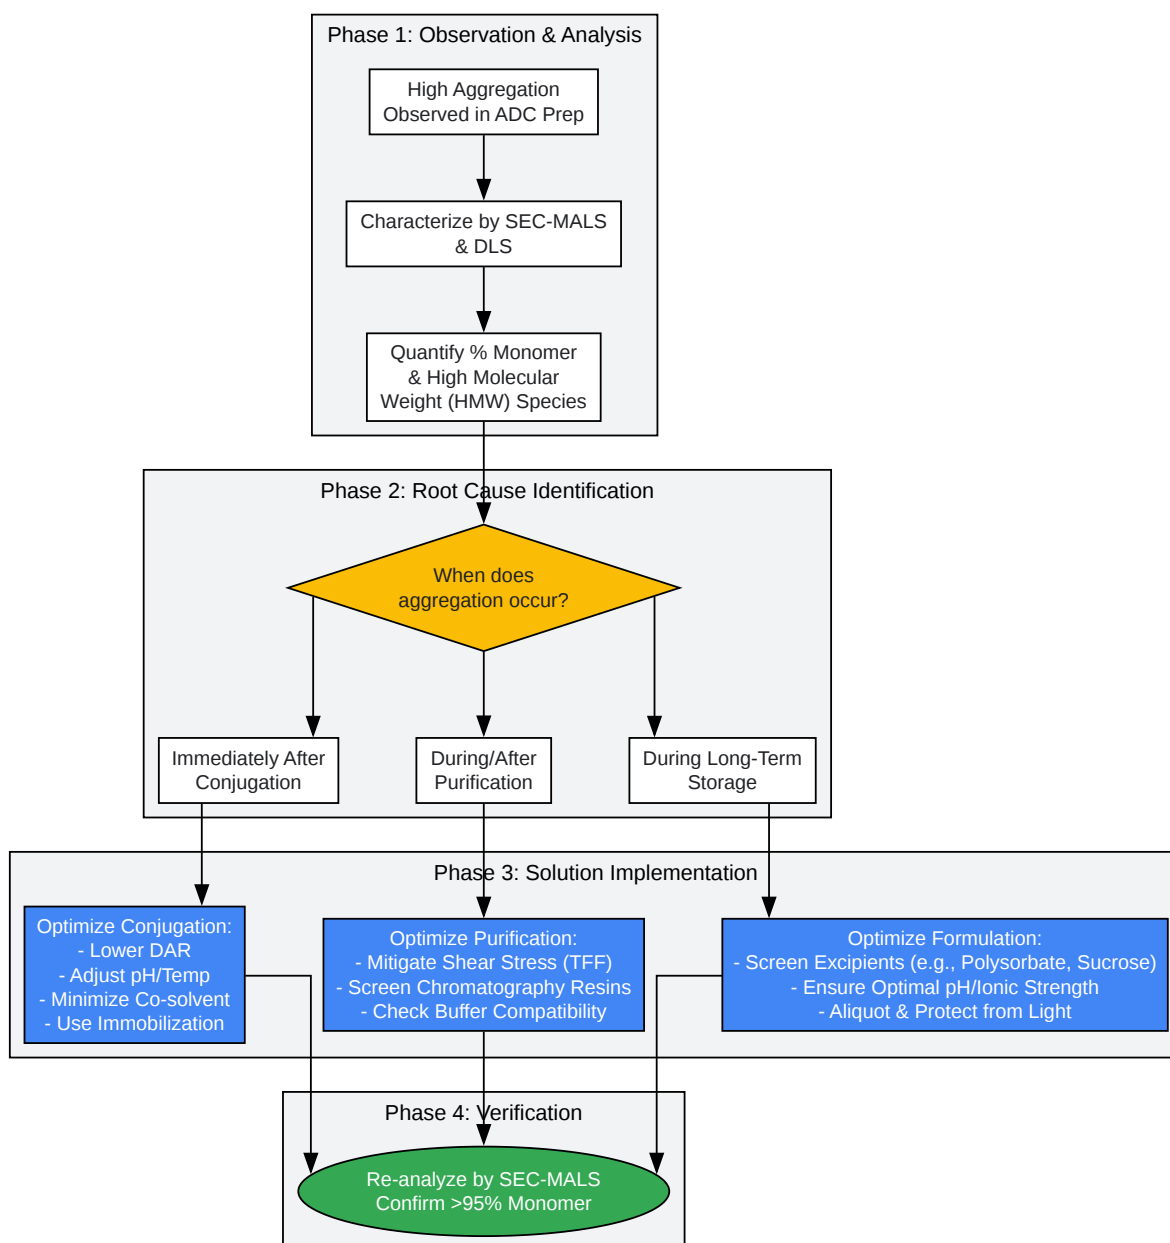 Phase 1: Observation & Analysis
High Aggregation
Observed in ADC Prep
Characterize by SEC-MALS
& DLS
Quantify % Monomer
& High Molecular
Weight (HMW) Species
Phase 2: Root Cause Identification
When does
aggregation occur?
Immediately After
Conjugation
During/After
Purification
During Long-Term
Storage
Phase 3: Solution Implementation
Optimize Conjugation:
- Lower DAR
- Adjust pH/Temp
- Minimize Co-solvent
- Use Immobilization
Optimize Purification:
- Mitigate Shear Stress (TFF)
- Screen Chromatography Resins
- Check Buffer Compatibility
Optimize Formulation:
- Screen Excipients (e.g., Polysorbate, Sucrose)
- Ensure Optimal pH/Ionic Strength
- Aliquot & Protect from Light
Phase 4: Verification
Re-analyze by SEC-MALS
Confirm >95% Monomer